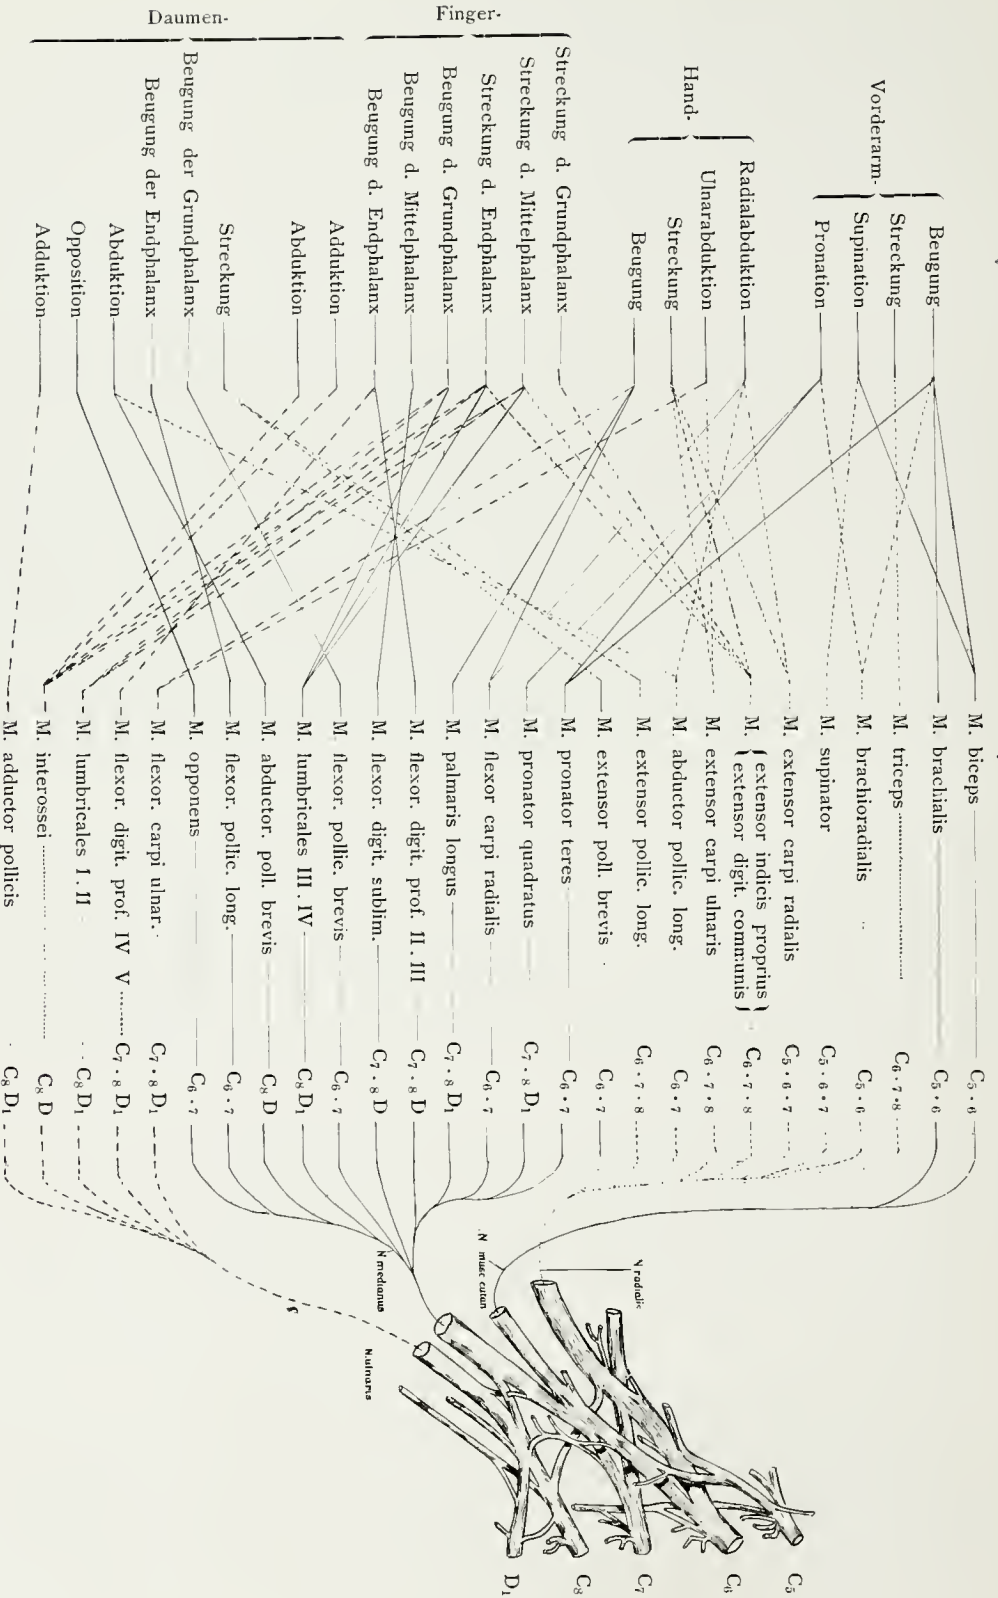 Vorderarm-
Beugung
Streckung
Supination
Pronation
Hand-
Radialabduktion
Ulnarabduktion
Streckung
Beugung
Finger-
Streckung d. Grundphalanx
Streckung d. Mittelphalanx
Streckung d. Endphalanx
Beugung d. Grundphalanx
Beugung d. Mittelphalanx
Beugung d. Endphalanx
Adduktion
Abduktion
Daumen-
Streckung
Beugung der Grundphalanx
Beugung der Endphalanx
Abduktion
Opposition
Adduktion
M. biceps C5 . 6
M. brachialis C5 . 6
M. triceps C6 . 7 . 8
M. brachioradialis C5 . 6
M. supinator C5 . 6 . 7
M. extensor carpi radialis C5 . 6 . 7
M. { extensor indicis proprius } C6 . 7 . 8
{ extensor digit. communis }
M. extensor carpi ulnaris C6 . 7 . 8
M. abductor pollic. long. C6 . 7
M. extensor pollic. long. C6 . 7 . 8
M. extensor poll. brevis C6 . 7
M. pronator teres C6 . 7
M. pronator quadratus C7 . 8 D1
M. flexor carpi radialis C6 . 7
M. palmaris longus C7 . 8 D1
M. flexor. digit. prof. II . III C7 . 8 D
M. flexor. digit. sublim. C7 . 8 D
M. flexor. pollic. brevis C6 . 7
M. lumbricales III . IV C8 D1
M. abductor. poll. brevis C8 D
M. flexor. pollic. long. C6 . 7
M. opponens C6 . 7
M. flexor. carpi ulnar. C7 . 8 D1
M. flexor. digit. prof. IV V C7 . 8 D1
M. lumbricales I . II C8 D1
M. interossei C8 D
M. adductor pollicis C8 D1
N radialis
N musc cutan
N medianus
N. ulnaris
C5
C6
C7
C8
D1